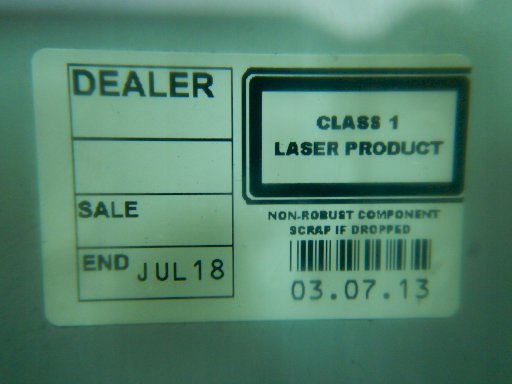 DEALER
SALE
END JUL18
CLASS 1
LASER PRODUCT
NON-ROBUST COMPONENT
SCRAP IF DROPPED
03.07.13